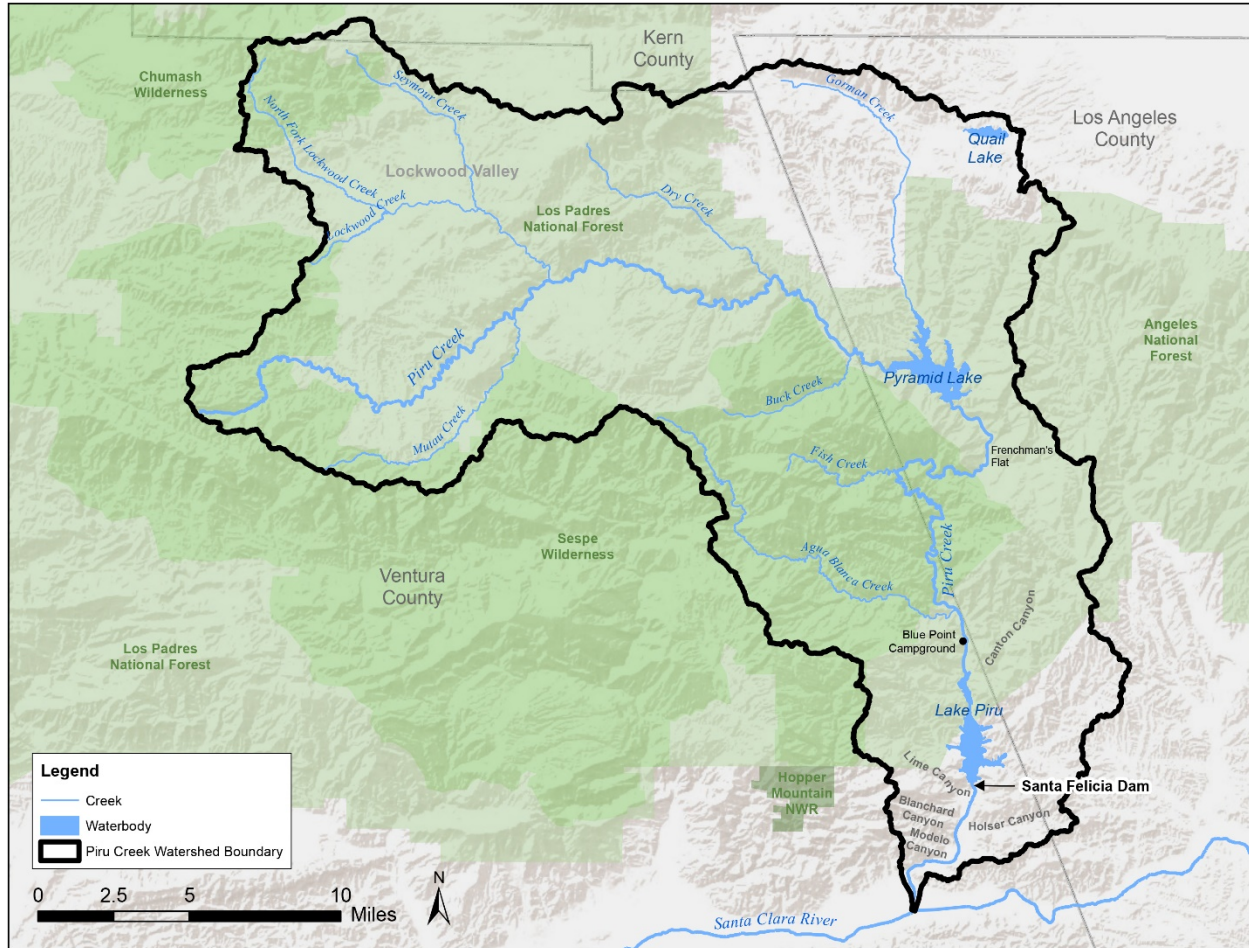 Kern
County
Chumash
Wilderness
Seymour Creek
Gorman Creek
North Fork Lockwood Creek
Los Angeles
County
Quail
Lake
Lockwood Valley
Dry Creek
Lockwood Creek
Los Padres
National Forest
Angeles
National
Forest
Piru Creek
Pyramid Lake
Buck Creek
Mutau Creek
Frenchman's
Flat
Fish Creek
Sespe
Wilderness
Piru Creek
Agua Blanca Creek
Ventura
County
Canton Canyon
Blue Point
Campground
Los Padres
National Forest
Lake Piru
Lime Canyon
Santa Felicia Dam
Hopper
Mountain
NWR
Blanchard
Canyon
Holser Canyon
Modelo
Canyon
Legend
Creek
Waterbody
Piru Creek Watershed Boundary
0 2.5 5 10
Miles
N
Santa Clara River